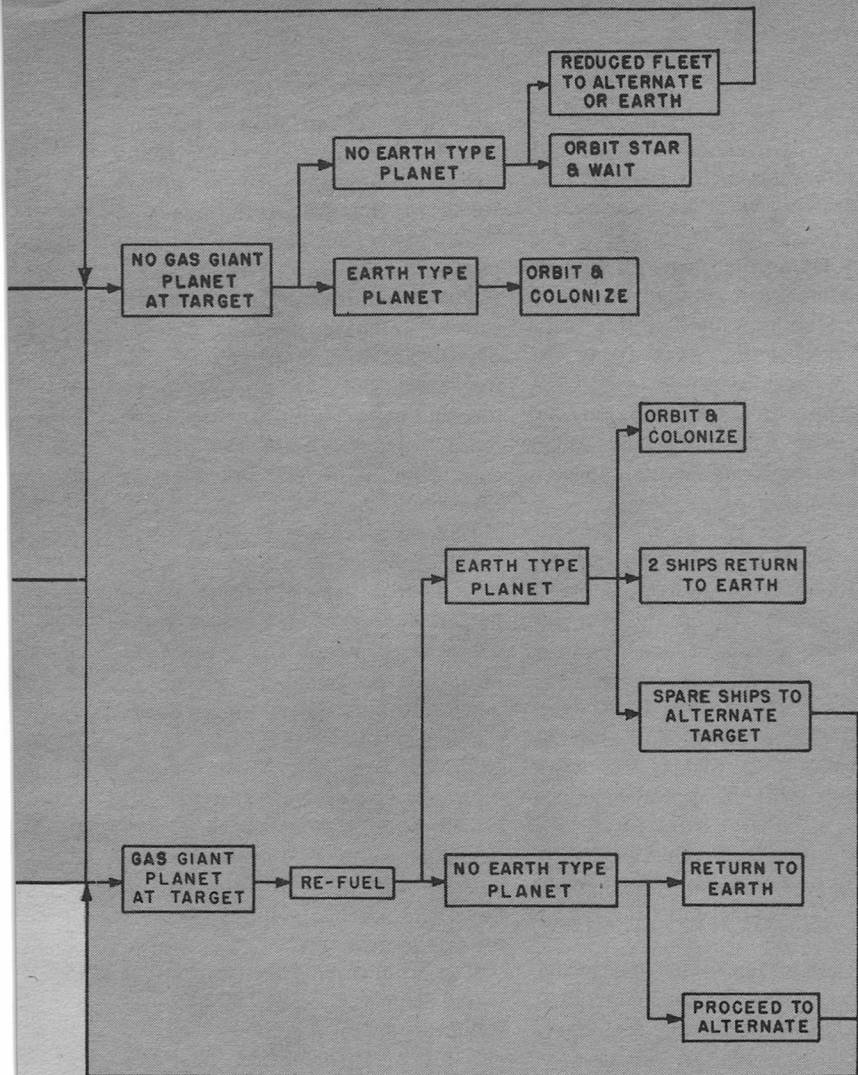 REDUCED FLEET
TO ALTERNATE
OR EARTH
NO EARTH TYPE
PLANET
ORBIT STAR
& WAIT
NO GAS GIANT
PLANET
AT TARGET
EARTH TYPE
PLANET
ORBIT &
COLONIZE
ORBIT &
COLONIZE
EARTH TYPE
PLANET
2 SHIPS RETURN
TO EARTH
SPARE SHIPS TO
ALTERNATE
TARGET
GAS GIANT
PLANET
AT TARGET
RE-FUEL
NO EARTH TYPE
PLANET
RETURN TO
EARTH
PROCEED TO
ALTERNATE